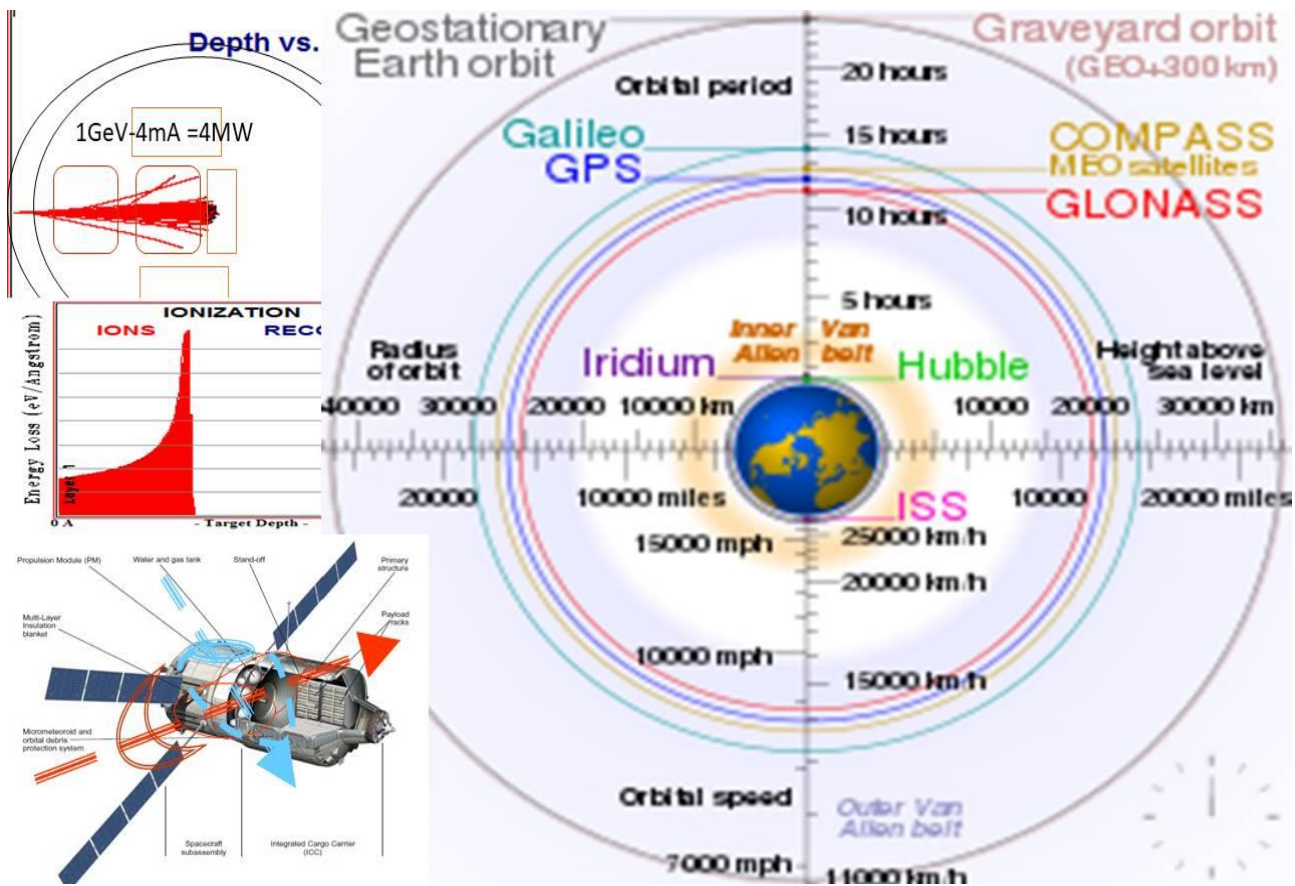 Depth vs.
1GeV-4mA =4MW
IONIZATION
IONS
RECO
Energy Loss (eV/Angstrom)
Layer 1
0 A
- Target Depth -
Propulsion Module (PM)
Water and gas tank
Stand-off
Primary
structure
Multi-Layer
Insulation
blanket
Payload
racks
Micrometeoroid and
orbital debris
protection system
Spacecraft
subassembly
Integrated Cargo Carrier
(ICC)
Geostationary
Earth orbit
Graveyard orbit
(GEO+300 km)
Orbital period
20 hours
Galileo
15 hours
COMPASS
GPS
MEO satellites
GLONASS
10 hours
5 hours
Inner Van
Allen belt
Radius
of orbit
Iridium
Hubble
Height above
sea level
40000 30000 20000 10000 km
10000 20000 30000 km
20000 10000 miles
10000 20000 miles
ISS
15000 mph
25000 km/h
20000 km/h
10000 mph
15000 km/h
Orbital speed
Outer Van
Allen belt
7000 mph
11000 km/h